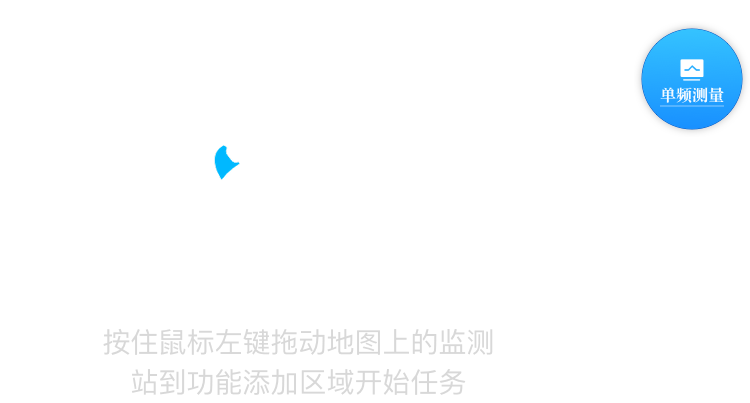 单频测量
按住鼠标左键拖动地图上的监测
站到功能添加区域开始任务